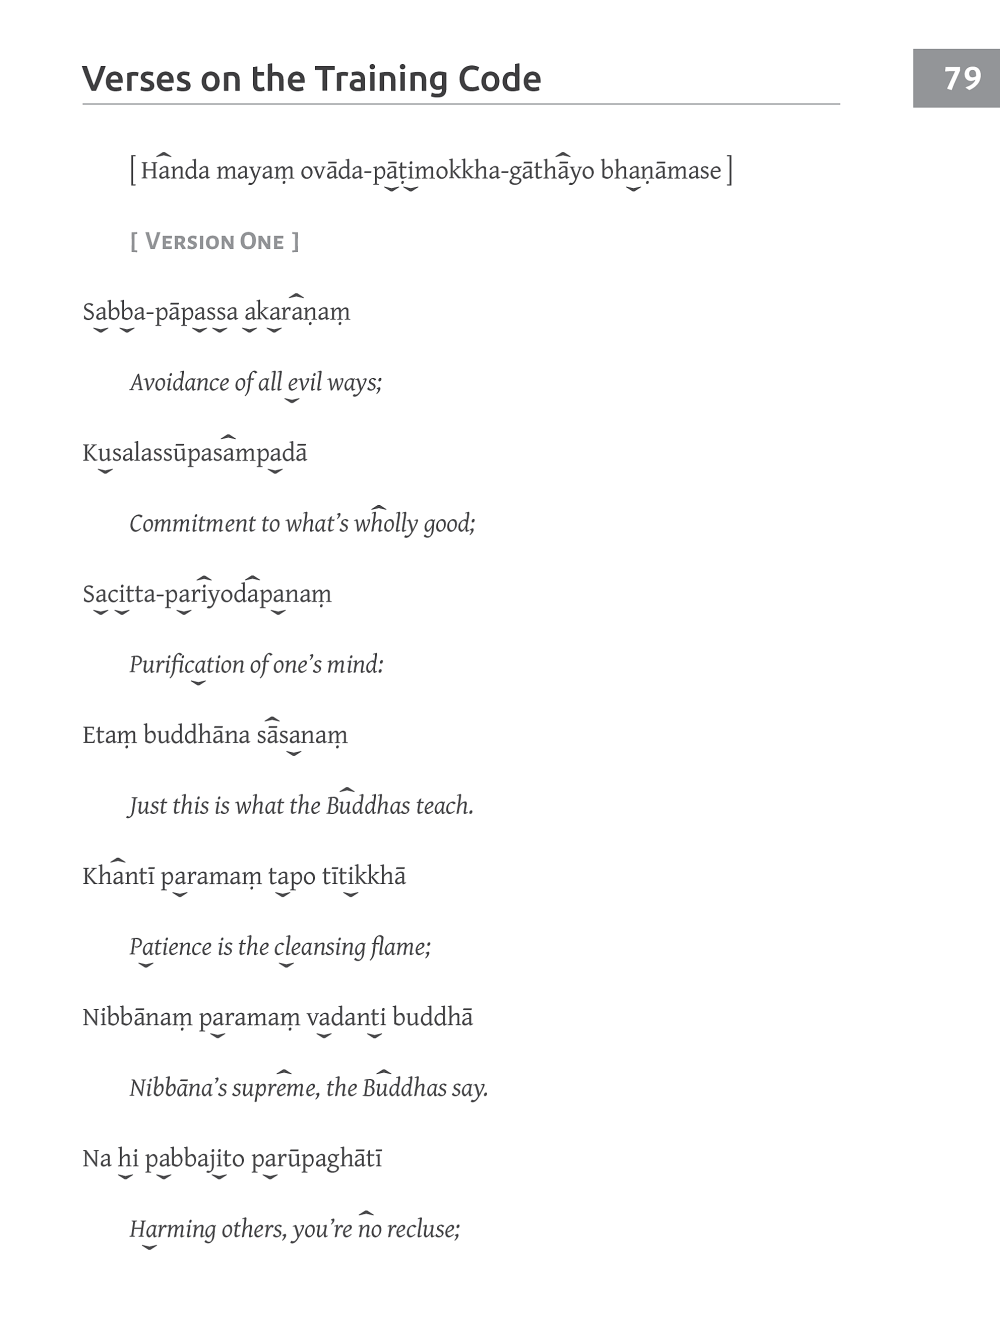 Verses on the Training Code
79
[ Handa mayaṃ ovāda-pāṭimokkha-gāthāyo bhaṇāmase ]
[ Version One ]
Sabba-pāpassa akaraṇaṃ
Avoidance of all evil ways;
Kusalassūpasampadā
Commitment to what’s wholly good;
Sacitta-pariyodapanaṃ
Purification of one’s mind:
Etaṃ buddhāna sāsanaṃ
Just this is what the Buddhas teach.
Khantī paramaṃ tapo tītikkhā
Patience is the cleansing flame;
Nibbānaṃ paramaṃ vadanti buddhā
Nibbāna’s supreme, the Buddhas say.
Na hi pabbajito parūpaghātī
Harming others, you’re no recluse;